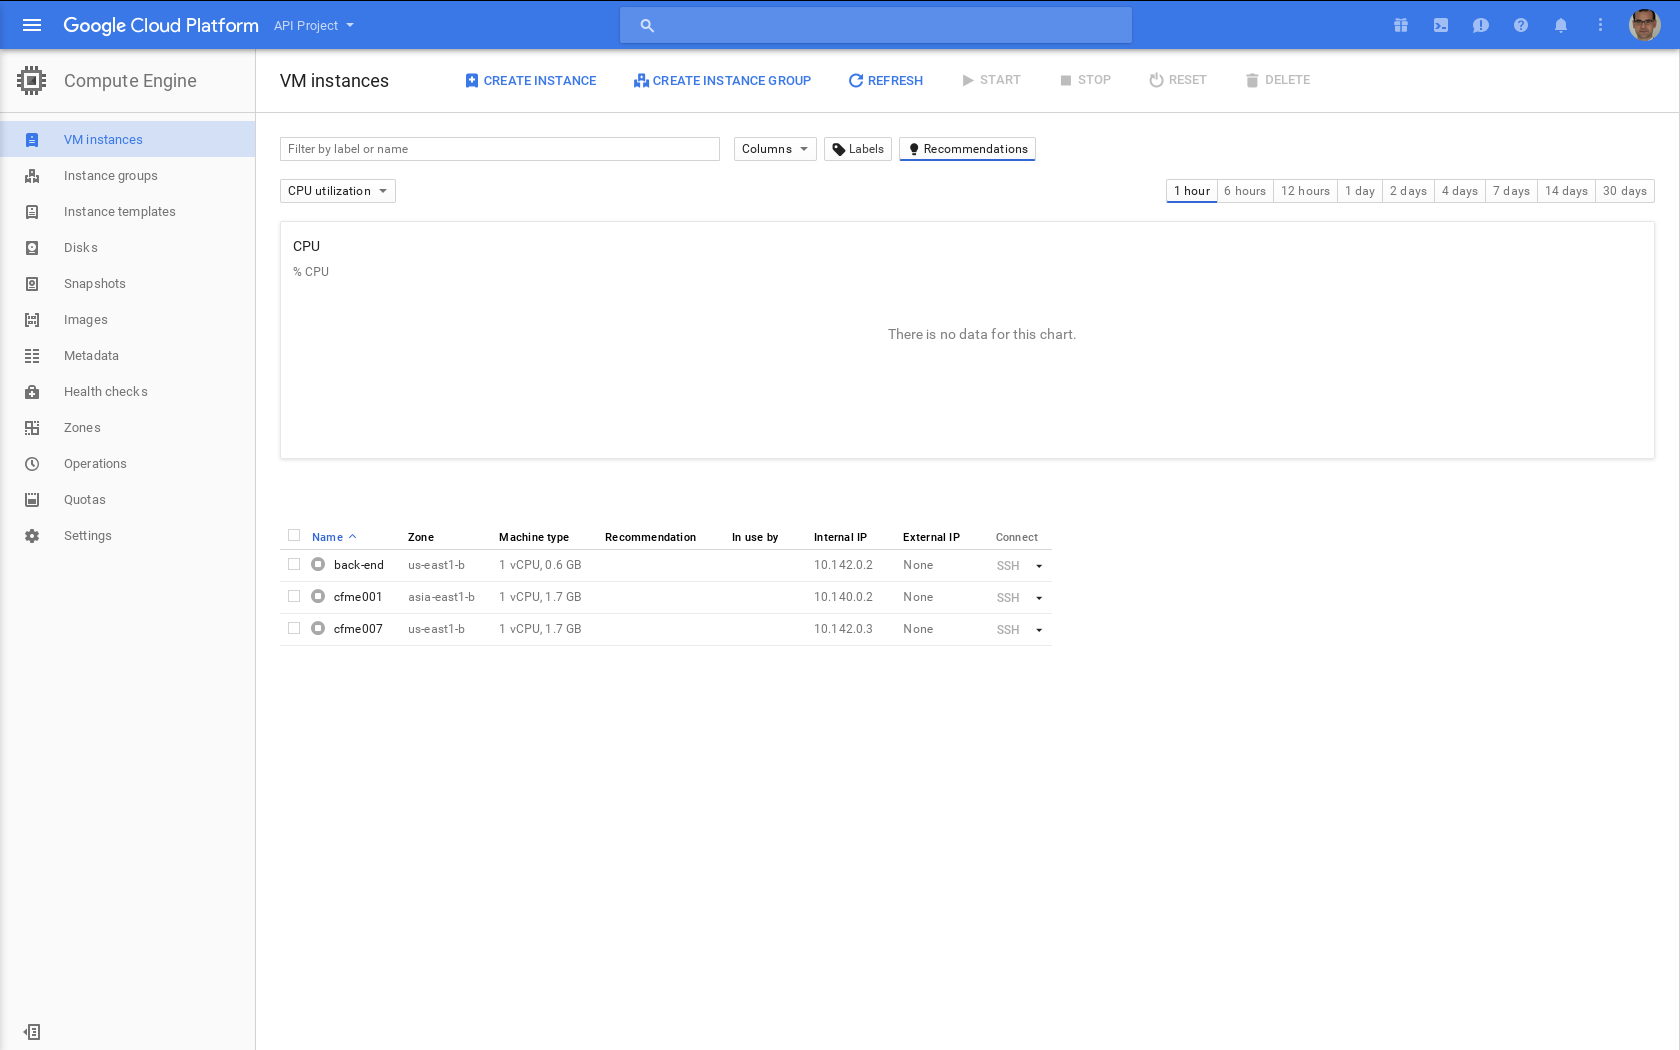 Google Cloud Platform API Project
Compute Engine
VM instances CREATE INSTANCE CREATE INSTANCE GROUP REFRESH START STOP RESET DELETE
VM instances
Instance groups
Instance templates
Disks
Snapshots
Images
Metadata
Health checks
Zones
Operations
Quotas
Settings
Filter by label or name Columns Labels Recommendations
CPU utilization 1 hour 6 hours 12 hours 1 day 2 days 4 days 7 days 14 days 30 days
CPU
% CPU
There is no data for this chart.
Name Zone Machine type Recommendation In use by Internal IP External IP Connect
back-end us-east1-b 1 vCPU, 0.6 GB 10.142.0.2 None SSH
cfme001 asia-east1-b 1 vCPU, 1.7 GB 10.140.0.2 None SSH
cfme007 us-east1-b 1 vCPU, 1.7 GB 10.142.0.3 None SSH